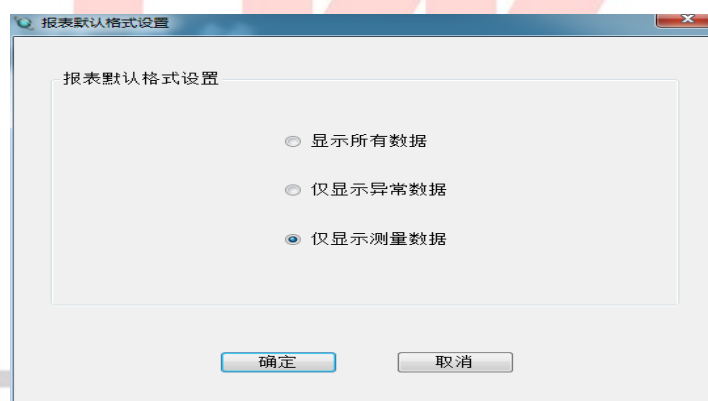 报表默认格式设置
报表默认格式设置
显示所有数据
仅显示异常数据
仅显示测量数据
确定 取消